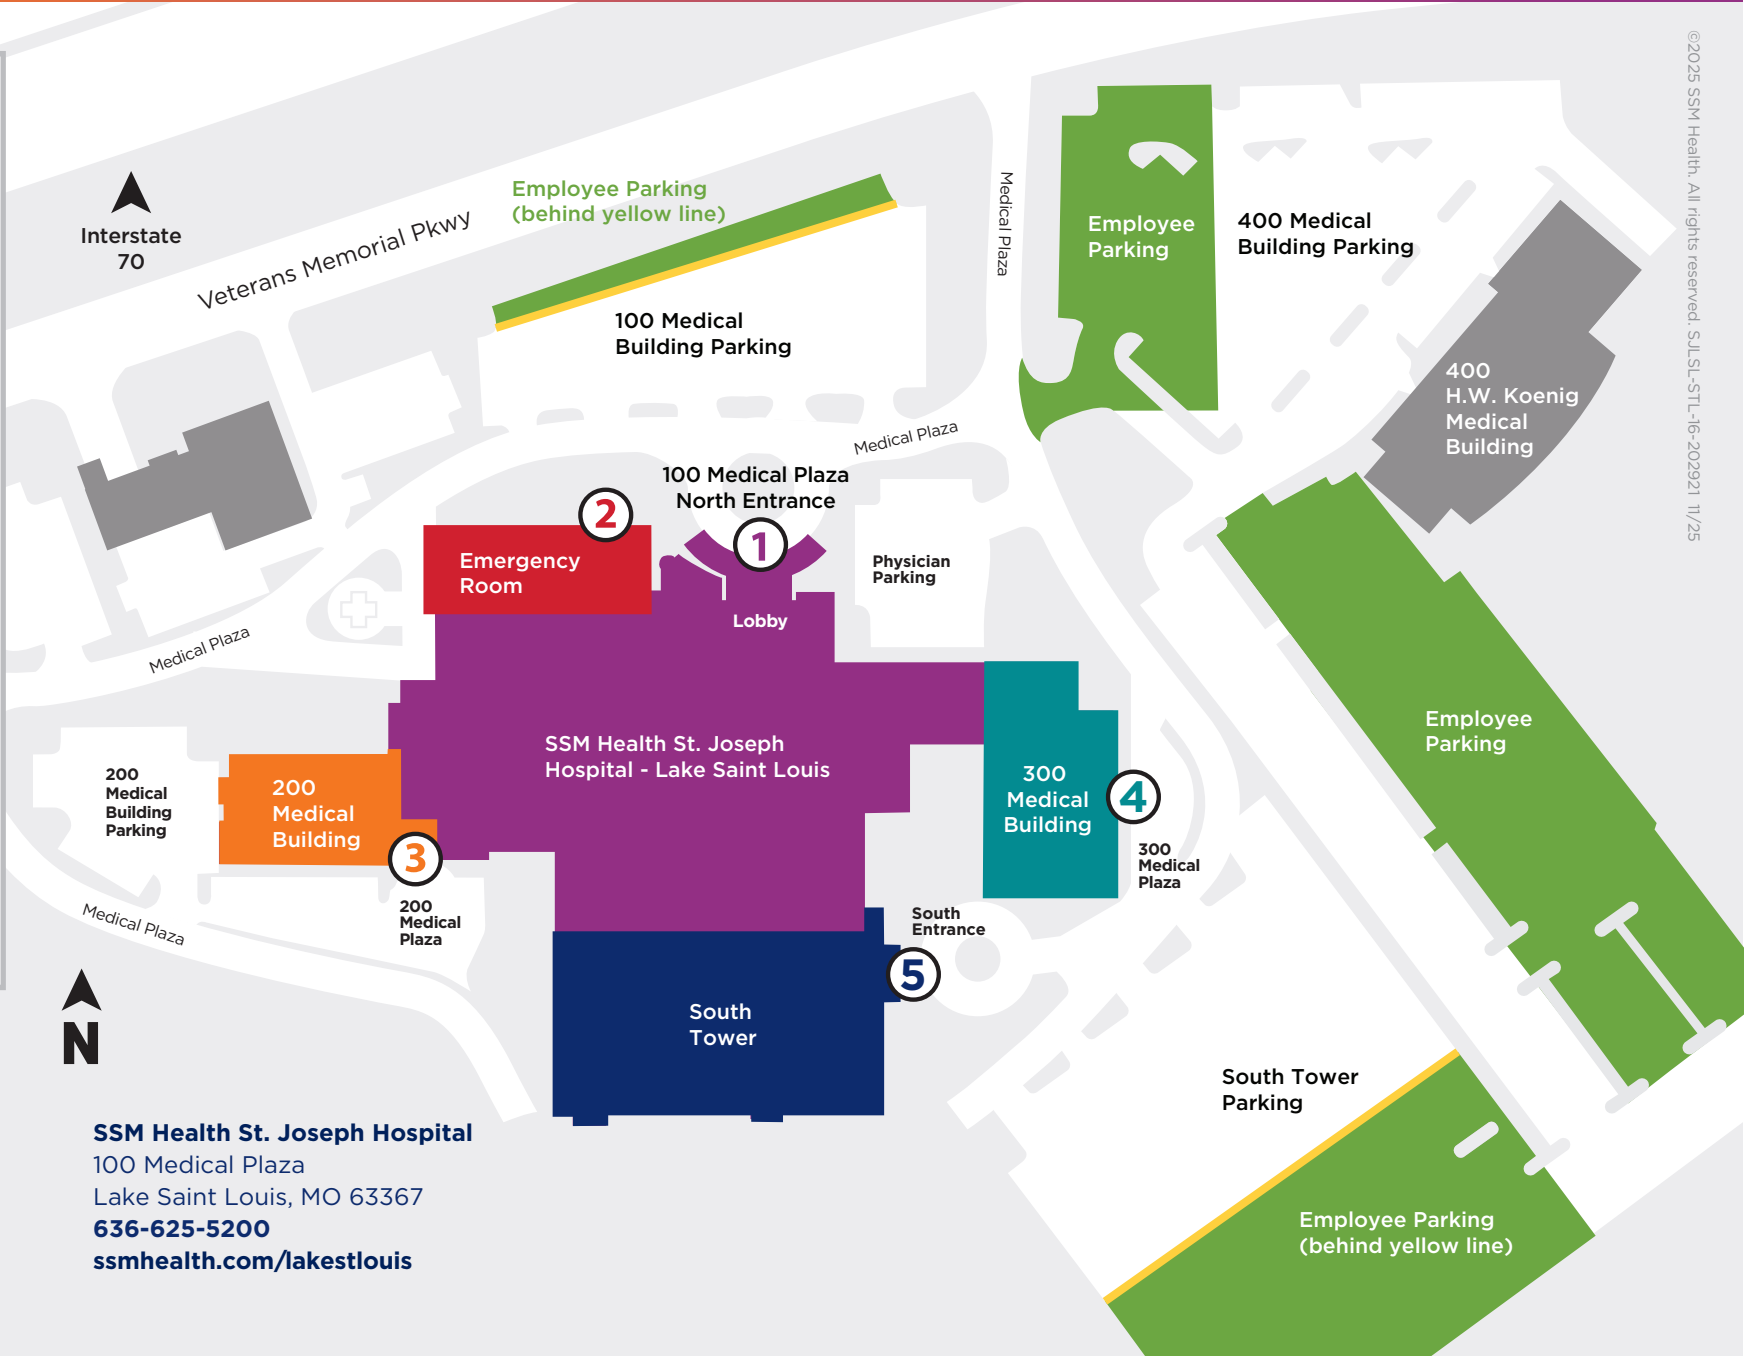 Interstate
70
Veterans Memorial Pkwy
Employee Parking
(behind yellow line)
100 Medical
Building Parking
Medical Plaza
Employee
Parking
400 Medical
Building Parking
400
H.W. Koenig
Medical
Building
©2025 SSM Health. All rights reserved. SJLSL-STL-16-202921 11/25
Medical Plaza
100 Medical Plaza
North Entrance
2
1
Emergency
Room
Lobby
Physician
Parking
Medical Plaza
SSM Health St. Joseph
Hospital - Lake Saint Louis
200
Medical
Building
Parking
200
Medical
Building
3
200
Medical
Plaza
300
Medical
Building
4
300
Medical
Plaza
Employee
Parking
Medical Plaza
South
Entrance
5
South
Tower
N
South Tower
Parking
Employee Parking
(behind yellow line)
SSM Health St. Joseph Hospital
100 Medical Plaza
Lake Saint Louis, MO 63367
636-625-5200
ssmhealth.com/lakestlouis